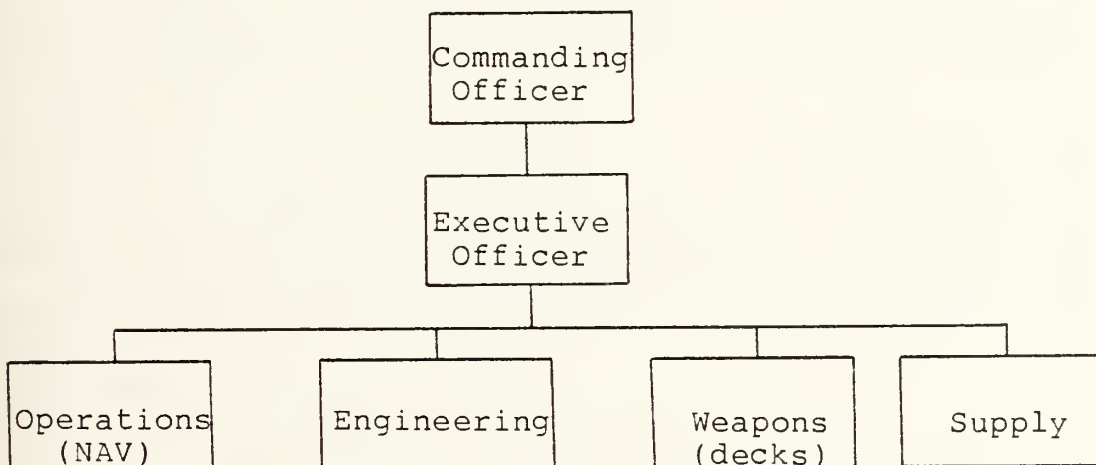 Commanding
Officer
Executive
Officer
Operations
(NAV)
Engineering
Weapons
(decks)
Supply